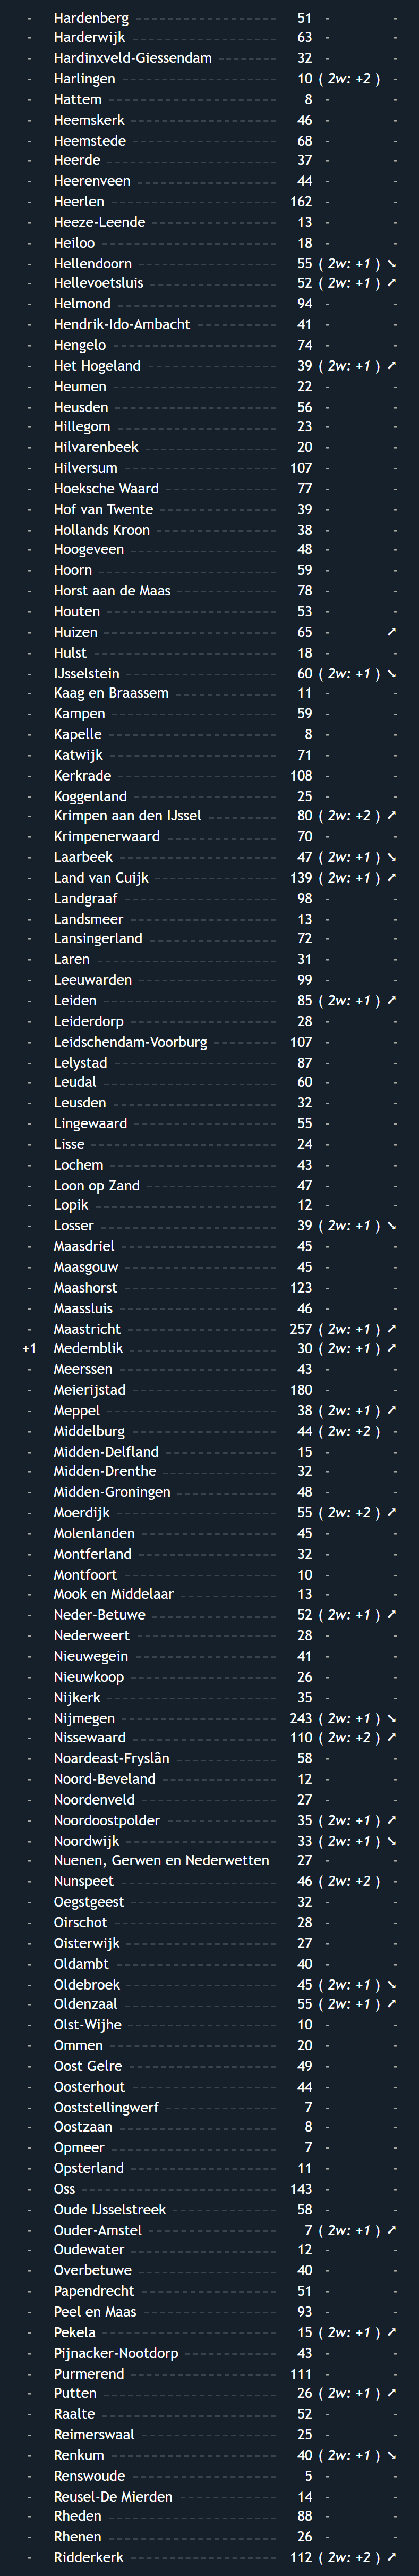 - Hardenberg 51 - -
- Harderwijk 63 - -
- Hardinxveld-Giessendam 32 - -
- Harlingen 10 ( 2w: +2 ) -
- Hattem 8 - -
- Heemskerk 46 - -
- Heemstede 68 - -
- Heerde 37 - -
- Heerenveen 44 - -
- Heerlen 162 - -
- Heeze-Leende 13 - -
- Heiloo 18 - -
- Hellendoorn 55 ( 2w: +1 ) ➘
- Hellevoetsluis 52 ( 2w: +1 ) ➚
- Helmond 94 - -
- Hendrik-Ido-Ambacht 41 - -
- Hengelo 74 - -
- Het Hogeland 39 ( 2w: +1 ) ➚
- Heumen 22 - -
- Heusden 56 - -
- Hillegom 23 - -
- Hilvarenbeek 20 - -
- Hilversum 107 - -
- Hoeksche Waard 77 - -
- Hof van Twente 39 - -
- Hollands Kroon 38 - -
- Hoogeveen 48 - -
- Hoorn 59 - -
- Horst aan de Maas 78 - -
- Houten 53 - -
- Huizen 65 - ➚
- Hulst 18 - -
- IJsselstein 60 ( 2w: +1 ) ➘
- Kaag en Braassem 11 - -
- Kampen 59 - -
- Kapelle 8 - -
- Katwijk 71 - -
- Kerkrade 108 - -
- Koggenland 25 - -
- Krimpen aan den IJssel 80 ( 2w: +2 ) ➚
- Krimpenerwaard 70 - -
- Laarbeek 47 ( 2w: +1 ) ➘
- Land van Cuijk 139 ( 2w: +1 ) ➚
- Landgraaf 98 - -
- Landsmeer 13 - -
- Lansingerland 72 - -
- Laren 31 - -
- Leeuwarden 99 - -
- Leiden 85 ( 2w: +1 ) ➚
- Leiderdorp 28 - -
- Leidschendam-Voorburg 107 - -
- Lelystad 87 - -
- Leudal 60 - -
- Leusden 32 - -
- Lingewaard 55 - -
- Lisse 24 - -
- Lochem 43 - -
- Loon op Zand 47 - -
- Lopik 12 - -
- Losser 39 ( 2w: +1 ) ➘
- Maasdriel 45 - -
- Maasgouw 45 - -
- Maashorst 123 - -
- Maassluis 46 - -
- Maastricht 257 ( 2w: +1 ) ➚
+1 Medemblik 30 ( 2w: +1 ) ➚
- Meerssen 43 - -
- Meierijstad 180 - -
- Meppel 38 ( 2w: +1 ) ➚
- Middelburg 44 ( 2w: +2 ) -
- Midden-Delfland 15 - -
- Midden-Drenthe 32 - -
- Midden-Groningen 48 - -
- Moerdijk 55 ( 2w: +2 ) ➚
- Molenlanden 45 - -
- Montferland 32 - -
- Montfoort 10 - -
- Mook en Middelaar 13 - -
- Neder-Betuwe 52 ( 2w: +1 ) ➚
- Nederweert 28 - -
- Nieuwegein 41 - -
- Nieuwkoop 26 - -
- Nijkerk 35 - -
- Nijmegen 243 ( 2w: +1 ) ➘
- Nissewaard 110 ( 2w: +2 ) ➚
- Noardeast-Fryslân 58 - -
- Noord-Beveland 12 - -
- Noordenveld 27 - -
- Noordoostpolder 35 ( 2w: +1 ) ➚
- Noordwijk 33 ( 2w: +1 ) ➘
- Nuenen, Gerwen en Nederwetten 27 - -
- Nunspeet 46 ( 2w: +2 ) -
- Oegstgeest 32 - -
- Oirschot 28 - -
- Oisterwijk 27 - -
- Oldambt 40 - -
- Oldebroek 45 ( 2w: +1 ) ➘
- Oldenzaal 55 ( 2w: +1 ) ➚
- Olst-Wijhe 10 - -
- Ommen 20 - -
- Oost Gelre 49 - -
- Oosterhout 44 - -
- Ooststellingwerf 7 - -
- Oostzaan 8 - -
- Opmeer 7 - -
- Opsterland 11 - -
- Oss 143 - -
- Oude IJsselstreek 58 - -
- Ouder-Amstel 7 ( 2w: +1 ) ➚
- Oudewater 12 - -
- Overbetuwe 40 - -
- Papendrecht 51 - -
- Peel en Maas 93 - -
- Pekela 15 ( 2w: +1 ) ➚
- Pijnacker-Nootdorp 43 - -
- Purmerend 111 - -
- Putten 26 ( 2w: +1 ) ➚
- Raalte 52 - -
- Reimerswaal 25 - -
- Renkum 40 ( 2w: +1 ) ➘
- Renswoude 5 - -
- Reusel-De Mierden 14 - -
- Rheden 88 - -
- Rhenen 26 - -
- Ridderkerk 112 ( 2w: +2 ) ➚